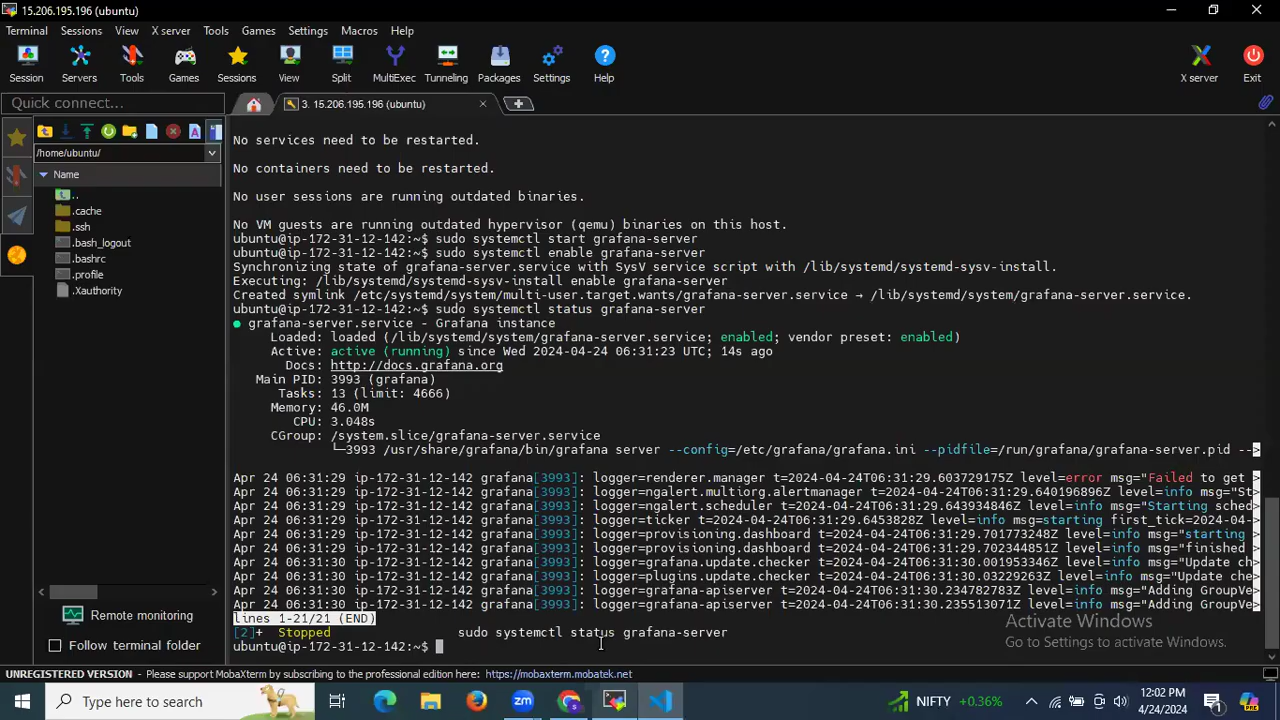 15.206.195.196 (ubuntu)
Terminal Sessions View X server Tools Games Settings Macros Help
Session Servers Tools Games Sessions View Split MultiExec Tunneling Packages Settings Help X server Exit
Quick connect...
3. 15.206.195.196 (ubuntu)
/home/ubuntu/
Name
..
.cache
.ssh
.bash_logout
.bashrc
.profile
.Xauthority
Remote monitoring
Follow terminal folder
No services need to be restarted.
No containers need to be restarted.
No user sessions are running outdated binaries.
No VM guests are running outdated hypervisor (qemu) binaries on this host.
ubuntu@ip-172-31-12-142:~$ sudo systemctl start grafana-server
ubuntu@ip-172-31-12-142:~$ sudo systemctl enable grafana-server
Synchronizing state of grafana-server.service with SysV service script with /lib/systemd/systemd-sysv-install.
Executing: /lib/systemd/systemd-sysv-install enable grafana-server
Created symlink /etc/systemd/system/multi-user.target.wants/grafana-server.service → /lib/systemd/system/grafana-server.service.
ubuntu@ip-172-31-12-142:~$ sudo systemctl status grafana-server
● grafana-server.service - Grafana instance
Loaded: loaded (/lib/systemd/system/grafana-server.service; enabled; vendor preset: enabled)
Active: active (running) since Wed 2024-04-24 06:31:23 UTC; 14s ago
Docs: http://docs.grafana.org
Main PID: 3993 (grafana)
Tasks: 13 (limit: 4666)
Memory: 46.0M
CPU: 3.048s
CGroup: /system.slice/grafana-server.service
└─3993 /usr/share/grafana/bin/grafana server --config=/etc/grafana/grafana.ini --pidfile=/run/grafana/grafana-server.pid -->
Apr 24 06:31:29 ip-172-31-12-142 grafana[3993]: logger=renderer.manager t=2024-04-24T06:31:29.603729175Z level=error msg="Failed to get >
Apr 24 06:31:29 ip-172-31-12-142 grafana[3993]: logger=ngalert.multiorg.alertmanager t=2024-04-24T06:31:29.640196896Z level=info msg="St>
Apr 24 06:31:29 ip-172-31-12-142 grafana[3993]: logger=ngalert.scheduler t=2024-04-24T06:31:29.643934846Z level=info msg="Starting sched>
Apr 24 06:31:29 ip-172-31-12-142 grafana[3993]: logger=ticker t=2024-04-24T06:31:29.6453828Z level=info msg=starting first_tick=2024-04->
Apr 24 06:31:29 ip-172-31-12-142 grafana[3993]: logger=provisioning.dashboard t=2024-04-24T06:31:29.701773248Z level=info msg="starting >
Apr 24 06:31:29 ip-172-31-12-142 grafana[3993]: logger=provisioning.dashboard t=2024-04-24T06:31:29.702344851Z level=info msg="finished >
Apr 24 06:31:30 ip-172-31-12-142 grafana[3993]: logger=grafana.update.checker t=2024-04-24T06:31:30.001953346Z level=info msg="Update ch>
Apr 24 06:31:30 ip-172-31-12-142 grafana[3993]: logger=plugins.update.checker t=2024-04-24T06:31:30.03229263Z level=info msg="Update che>
Apr 24 06:31:30 ip-172-31-12-142 grafana[3993]: logger=grafana-apiserver t=2024-04-24T06:31:30.234780812Z level=info msg="Adding GroupVe>
Apr 24 06:31:30 ip-172-31-12-142 grafana[3993]: logger=grafana-apiserver t=2024-04-24T06:31:30.235513071Z level=info msg="Adding GroupVe>
lines 1-21/21 (END)
[2]+ Stopped sudo systemctl status grafana-server
ubuntu@ip-172-31-12-142:~$
Activate Windows
Go to Settings to activate Windows.
UNREGISTERED VERSION - Please support MobaXterm by subscribing to the professional edition here: https://mobaxterm.mobatek.net
Type here to search
NIFTY +0.36%
12:02 PM
4/24/2024